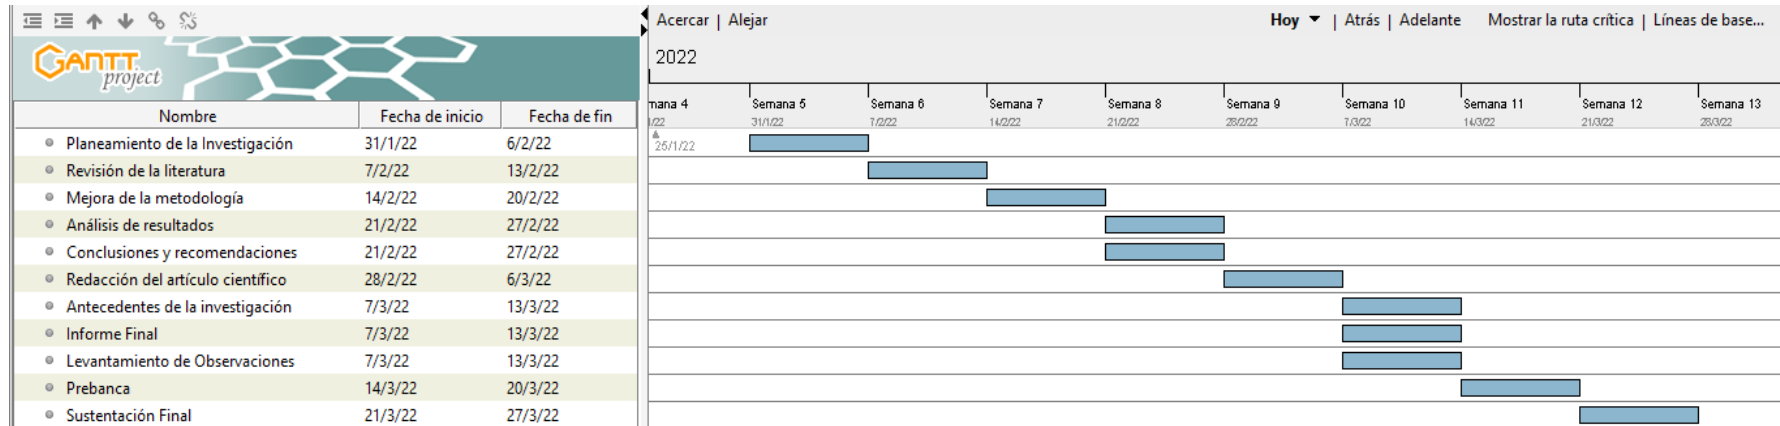 Acercar | Alejar Hoy ▼ | Atrás | Adelante Mostrar la ruta crítica | Líneas de base...
GANTT
project
2022
Nombre Fecha de inicio Fecha de fin
mana 4 Semana 5 Semana 6 Semana 7 Semana 8 Semana 9 Semana 10 Semana 11 Semana 12 Semana 13
1/22 31/1/22 7/2/22 14/2/22 21/2/22 28/2/22 7/3/22 14/3/22 21/3/22 28/3/22
25/1/22
Planeamiento de la Investigación 31/1/22 6/2/22
Revisión de la literatura 7/2/22 13/2/22
Mejora de la metodología 14/2/22 20/2/22
Análisis de resultados 21/2/22 27/2/22
Conclusiones y recomendaciones 21/2/22 27/2/22
Redacción del artículo científico 28/2/22 6/3/22
Antecedentes de la investigación 7/3/22 13/3/22
Informe Final 7/3/22 13/3/22
Levantamiento de Observaciones 7/3/22 13/3/22
Prebanca 14/3/22 20/3/22
Sustentación Final 21/3/22 27/3/22